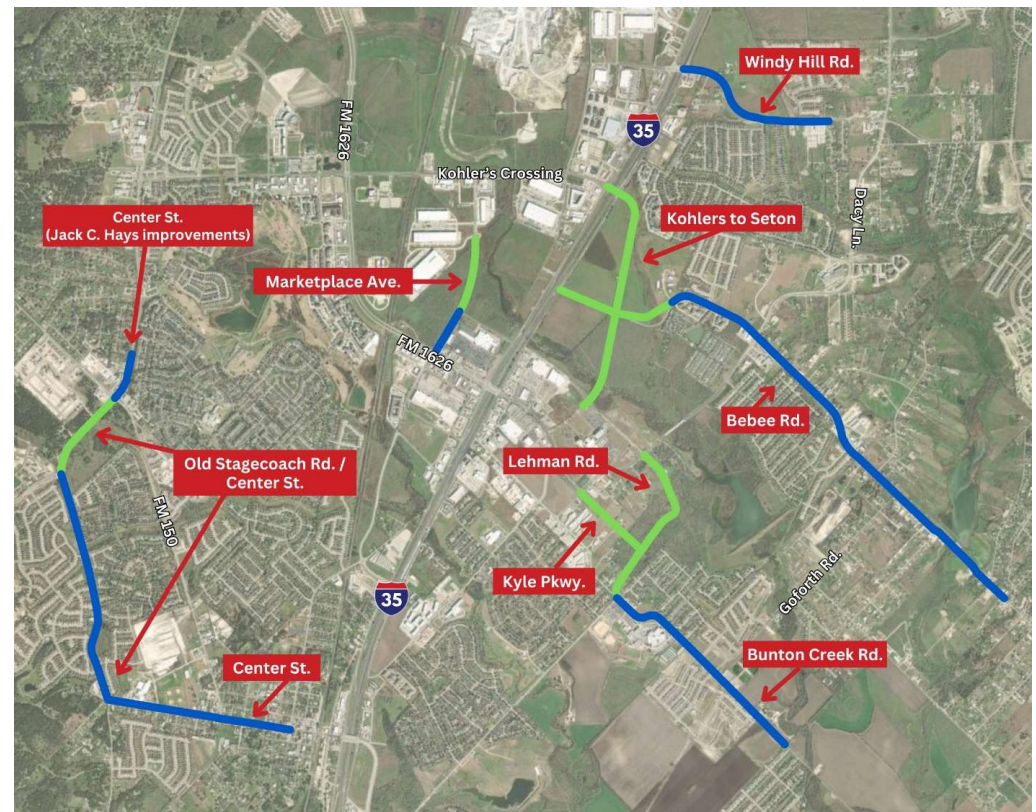 Windy Hill Rd.
FM 1626
35
Kohler's Crossing
Center St.
(Jack C. Hays improvements)
Kohlers to Seton
Dacy Ln.
Marketplace Ave.
FM 1626
Bebee Rd.
Old Stagecoach Rd. /
Center St.
Lehman Rd.
FM 150
Kyle Pkwy.
Goforth Rd.
35
Bunton Creek Rd.
Center St.